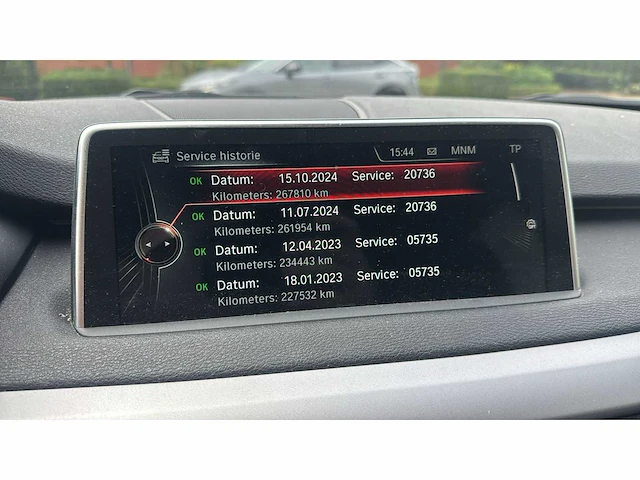 Service historie 15:44 MNM TP
OK Datum: 15.10.2024 Service: 20736
Kilometers: 267810 km
OK Datum: 11.07.2024 Service: 20736
Kilometers: 261954 km
OK Datum: 12.04.2023 Service: 05735
Kilometers: 234443 km
OK Datum: 18.01.2023 Service: 05735
Kilometers: 227532 km